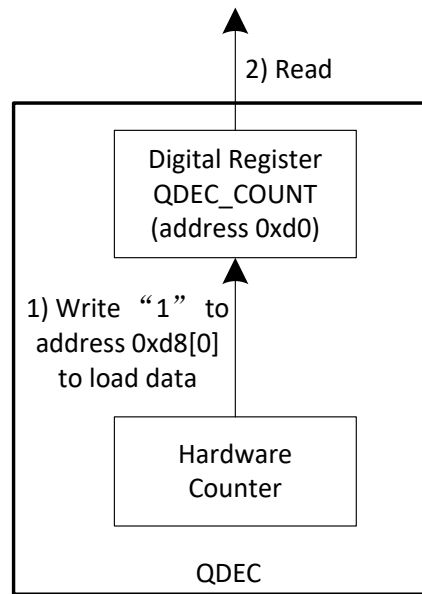 2) Read
Digital Register
QDEC_COUNT
(address 0xd0)
1) Write “1” to
address 0xd8[0]
to load data
Hardware
Counter
QDEC